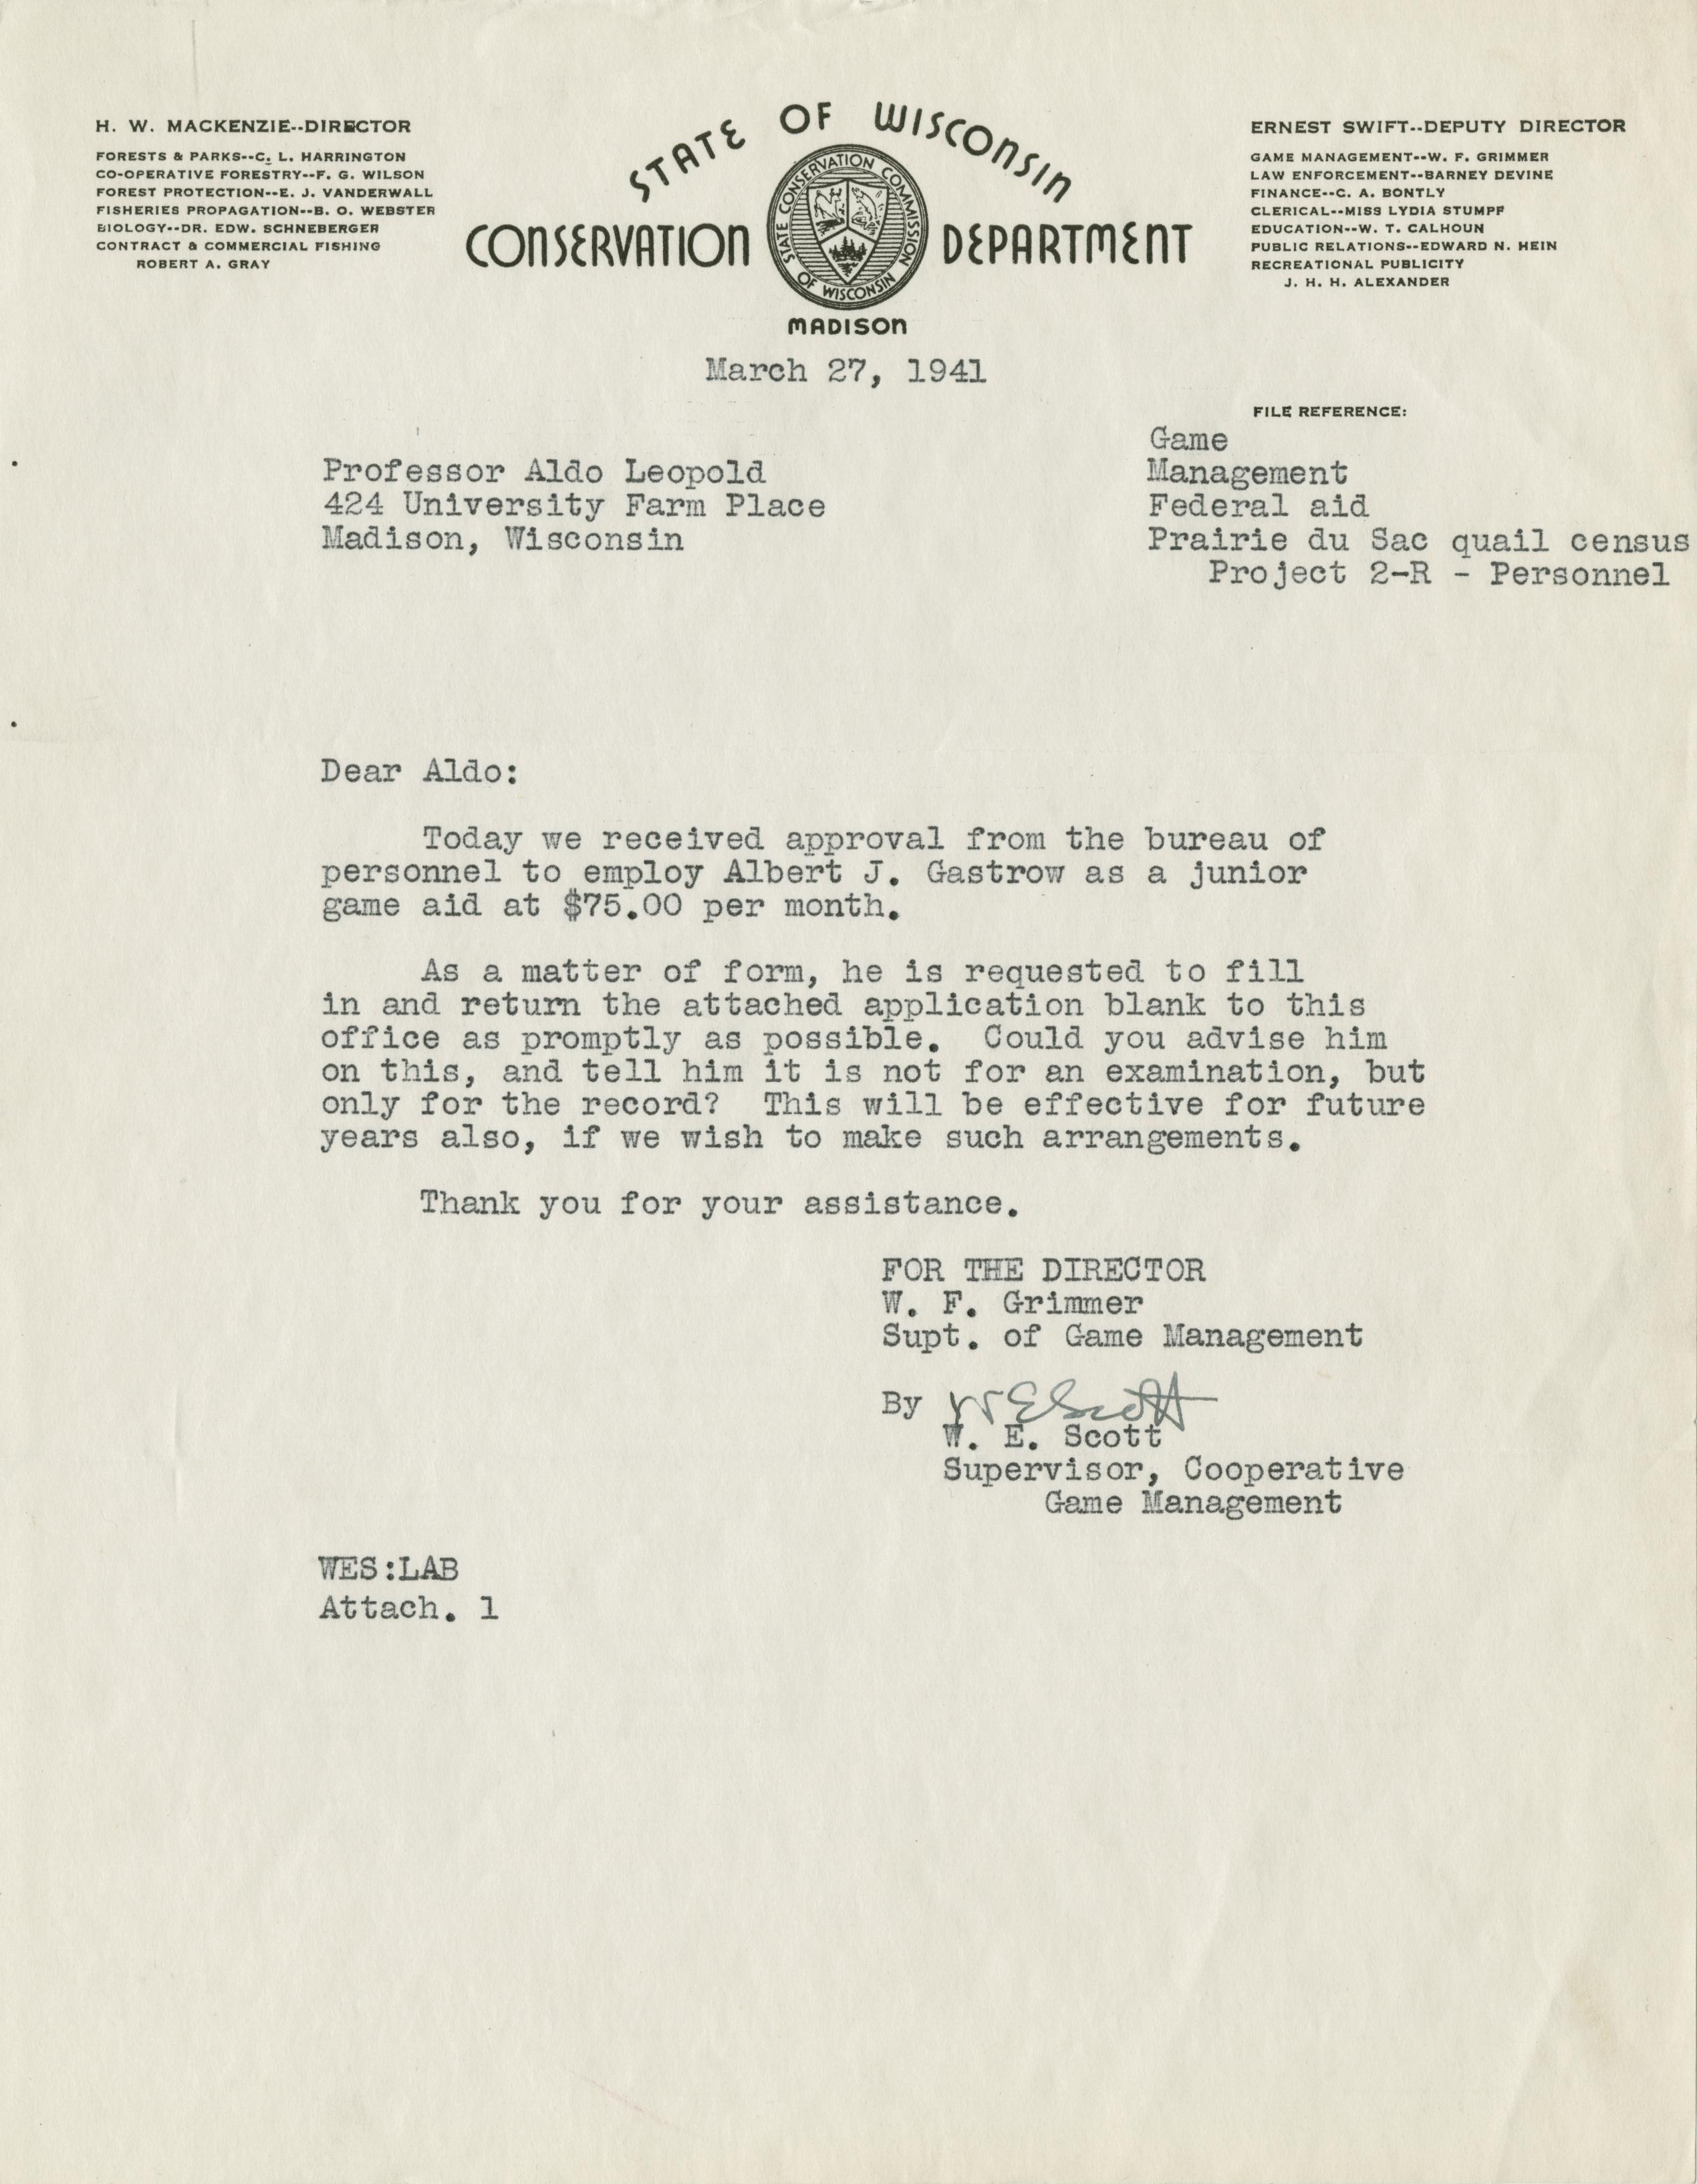 H. W. MACKENZIE--DIRECTOR
FORESTS & PARKS--C. L. HARRINGTON
CO-OPERATIVE FORESTRY--F. G. WILSON
FOREST PROTECTION--E. J. VANDERWALL
FISHERIES PROPAGATION--B. O. WEBSTER
BIOLOGY--DR. EDW. SCHNEBERGER
CONTRACT & COMMERCIAL FISHING
ROBERT A. GRAY
STATE OF WISCONSIN
CONSERVATION DEPARTMENT
STATE CONSERVATION COMMISSION
OF WISCONSIN
MADISON
ERNEST SWIFT--DEPUTY DIRECTOR
GAME MANAGEMENT--W. F. GRIMMER
LAW ENFORCEMENT--BARNEY DEVINE
FINANCE--C. A. BONTLY
CLERICAL--MISS LYDIA STUMPF
EDUCATION--W. T. CALHOUN
PUBLIC RELATIONS--EDWARD N. HEIN
RECREATIONAL PUBLICITY
J. H. H. ALEXANDER
March 27, 1941
FILE REFERENCE:
Game
Management
Federal aid
Prairie du Sac quail census
Project 2-R - Personnel
Professor Aldo Leopold
424 University Farm Place
Madison, Wisconsin
Dear Aldo:
Today we received approval from the bureau of
personnel to employ Albert J. Gastrow as a junior
game aid at $75.00 per month.
As a matter of form, he is requested to fill
in and return the attached application blank to this
office as promptly as possible. Could you advise him
on this, and tell him it is not for an examination, but
only for the record? This will be effective for future
years also, if we wish to make such arrangements.
Thank you for your assistance.
FOR THE DIRECTOR
W. F. Grimmer
Supt. of Game Management
By WEScott
W. E. Scott
Supervisor, Cooperative
Game Management
WES:LAB
Attach. 1